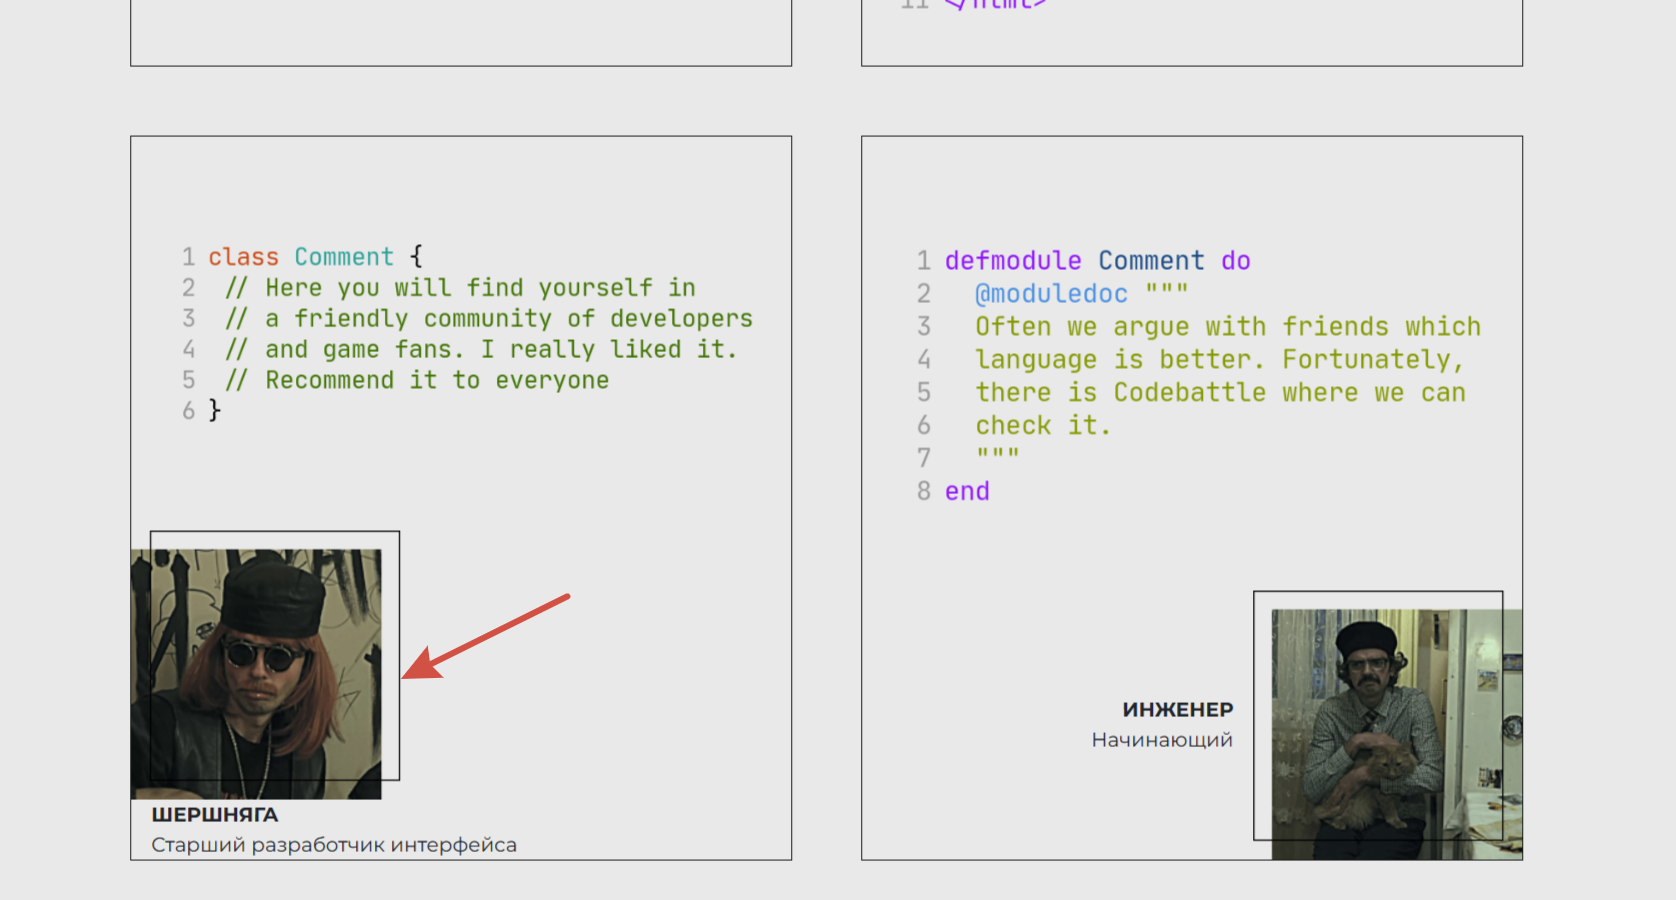 11 </html>
1 class Comment {
2 // Here you will find yourself in
3 // a friendly community of developers
4 // and game fans. I really liked it.
5 // Recommend it to everyone
6 }
ШЕРШНЯГА
Старший разработчик интерфейса
1 defmodule Comment do
2 @moduledoc """
3 Often we argue with friends which
4 language is better. Fortunately,
5 there is Codebattle where we can
6 check it.
7 """
8 end
ИНЖЕНЕР
Начинающий